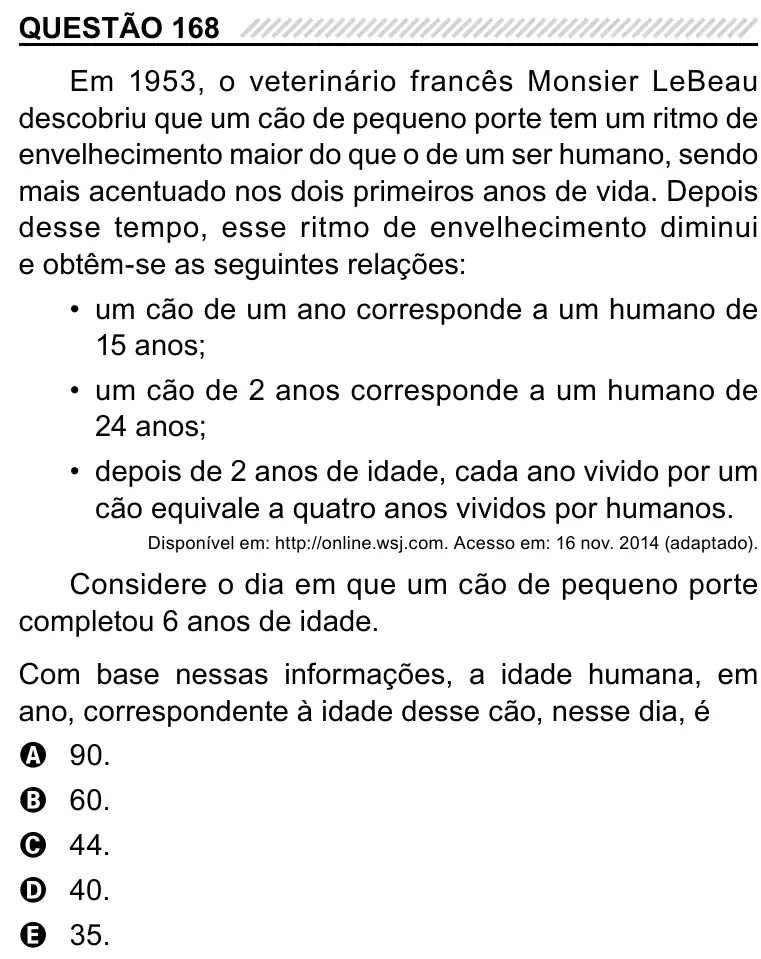 QUESTÃO 168
Em 1953, o veterinário francês Monsier LeBeau
descobriu que um cão de pequeno porte tem um ritmo de
envelhecimento maior do que o de um ser humano, sendo
mais acentuado nos dois primeiros anos de vida. Depois
desse tempo, esse ritmo de envelhecimento diminui
e obtêm-se as seguintes relações:
• um cão de um ano corresponde a um humano de
15 anos;
• um cão de 2 anos corresponde a um humano de
24 anos;
• depois de 2 anos de idade, cada ano vivido por um
cão equivale a quatro anos vividos por humanos.
Disponível em: http://online.wsj.com. Acesso em: 16 nov. 2014 (adaptado).
Considere o dia em que um cão de pequeno porte
completou 6 anos de idade.
Com base nessas informações, a idade humana, em
ano, correspondente à idade desse cão, nesse dia, é
A 90.
B 60.
C 44.
D 40.
E 35.